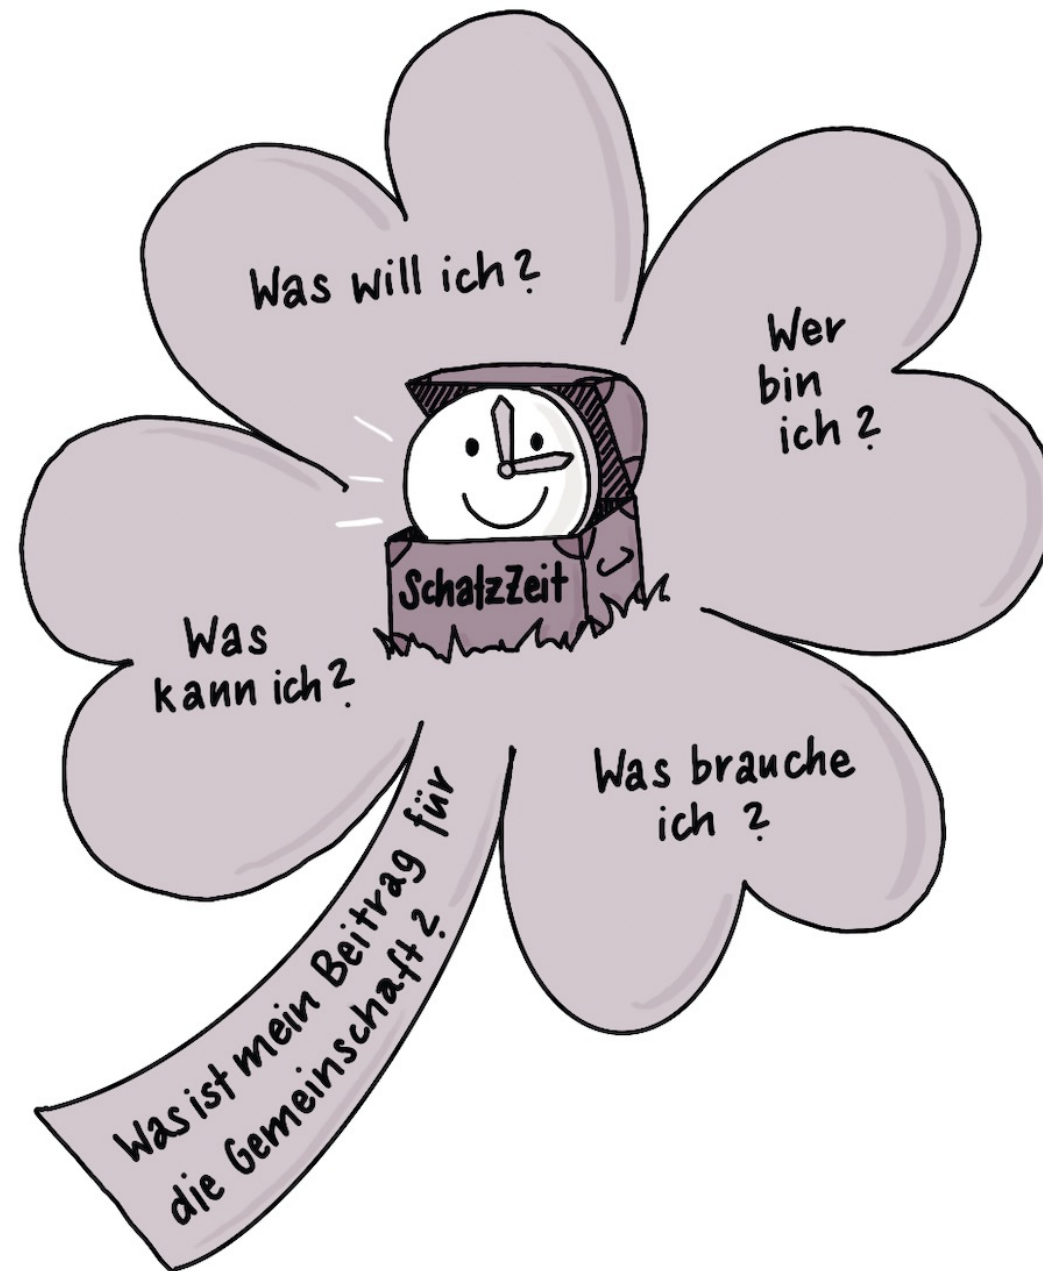 Was will ich?
Wer
bin
ich?
SchatzZeit
Was
kann ich?
Was brauche
ich?
Was ist mein Beitrag für
die Gemeinschaft?